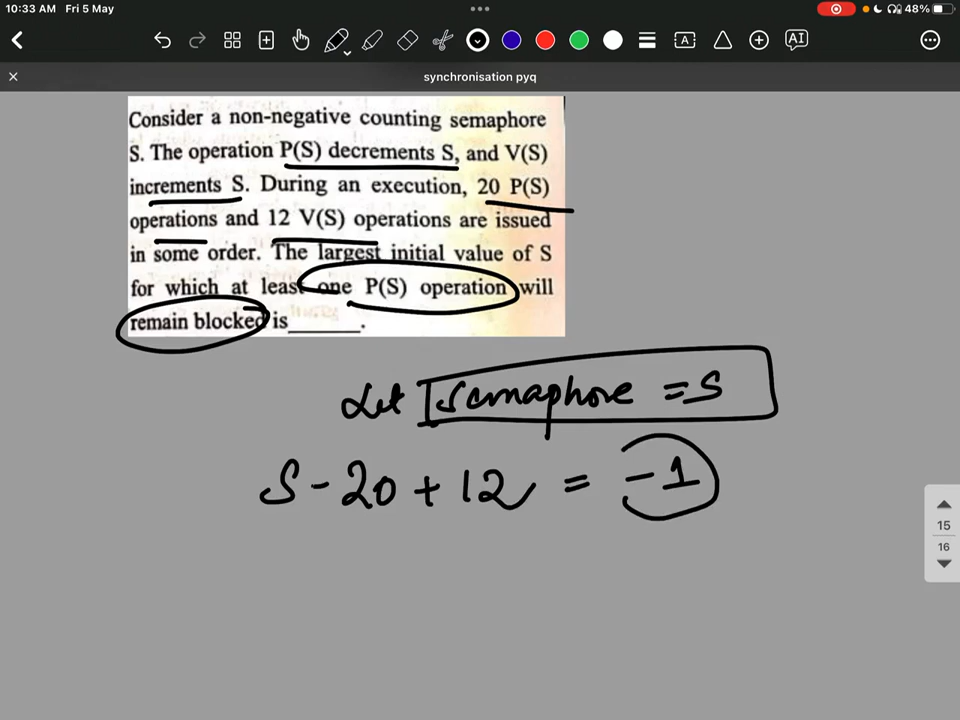 10:33 AM Fri 5 May
48%
A
AI
synchronisation pyq
Consider a non-negative counting semaphore
S. The operation P(S) decrements S, and V(S)
increments S. During an execution, 20 P(S)
operations and 12 V(S) operations are issued
in some order. The largest initial value of S
for which at least one P(S) operation will
remain blocked is______.
Let semaphore = S
S - 20 + 12 = -1
15
16